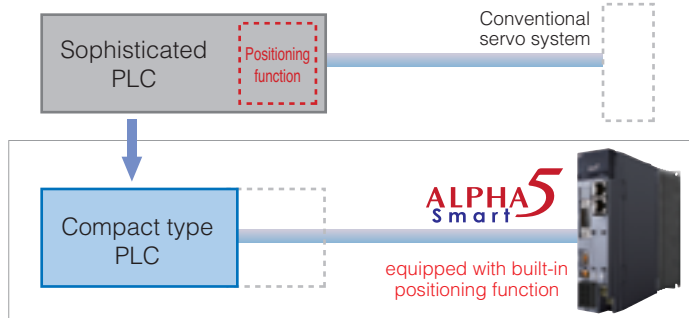 Conventional
servo system
Sophisticated
PLC
Positioning
function
ALPHA5
Smart
Compact type
PLC
equipped with built-in
positioning function